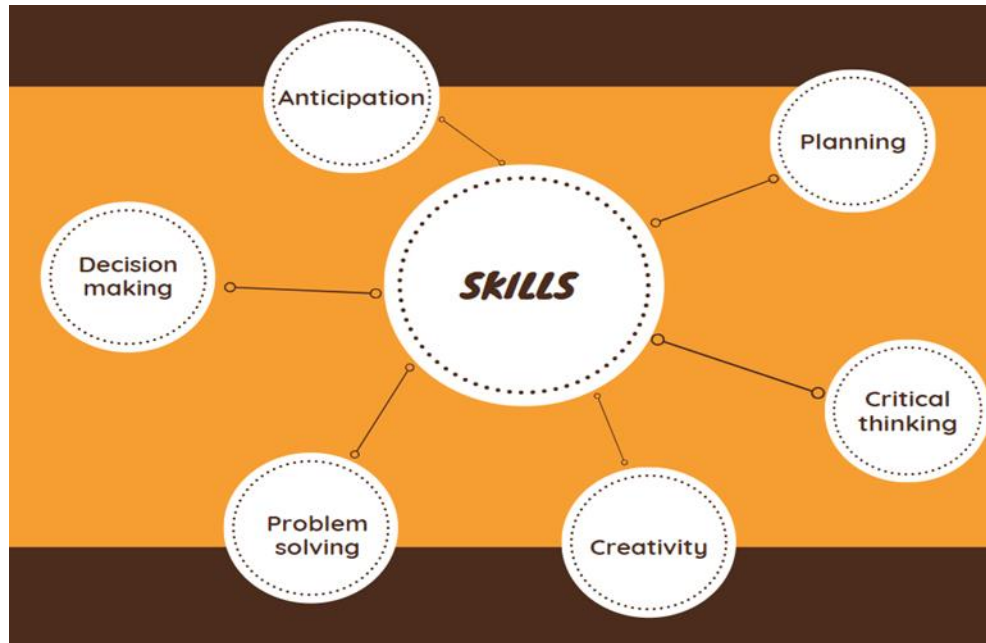 Anticipation
Planning
SKILLS
Decision
making
Critical
thinking
Problem
solving
Creativity